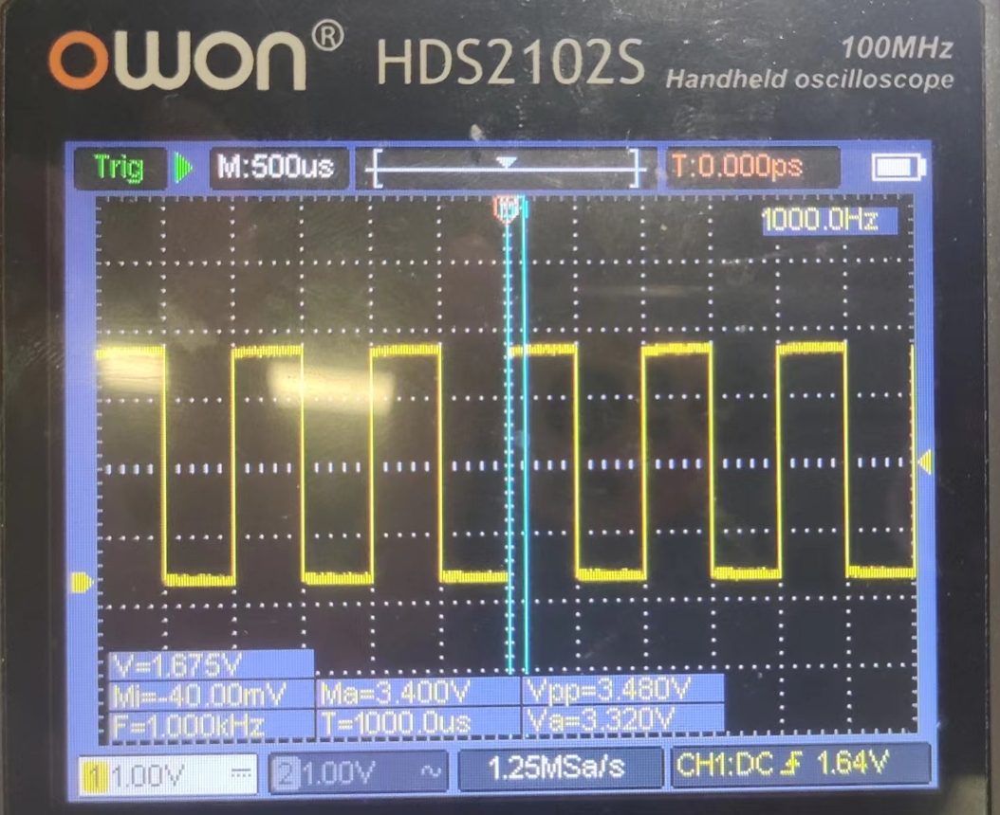 owon® HDS2102S 100MHz
Handheld oscilloscope
Trig M:500us T:0.000ps
1000.0Hz
V=1.675V
Mi=-40.00mV Ma=3.400V Vpp=3.480V
F=1.000kHz T=1000.0us Va=3.320V
1 1.00V 2 1.00V ~ 1.25MSa/s CH1:DC 1.64V